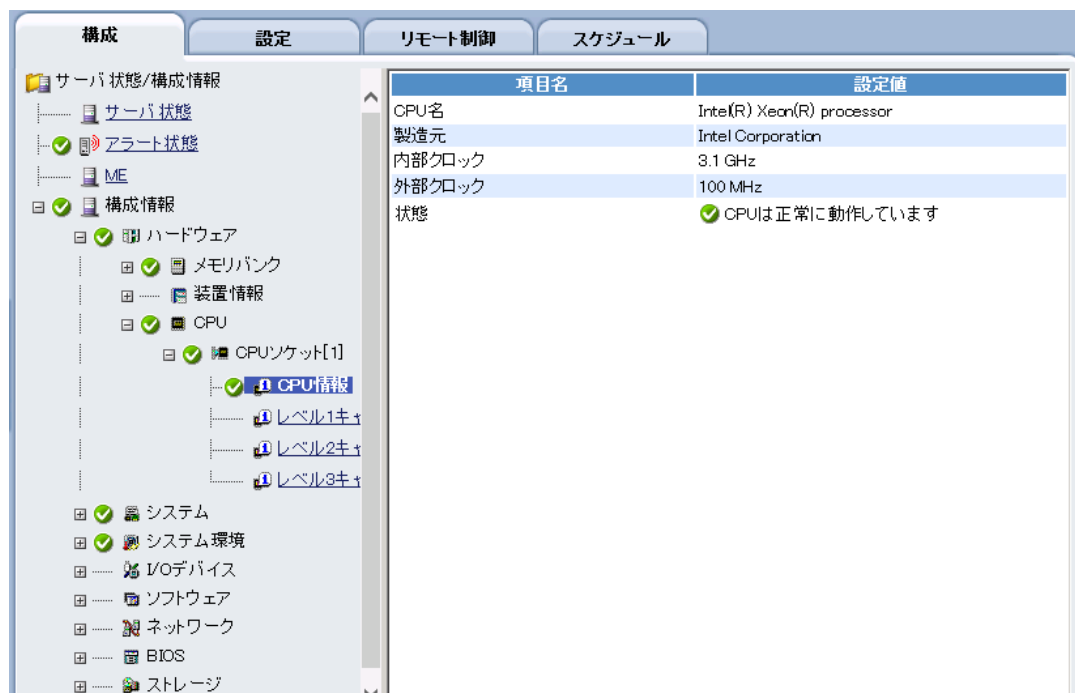 構成 設定 リモート制御 スケジュール
サーバ状態/構成情報
サーバ状態
アラート状態
ME
構成情報
ハードウェア
メモリバンク
装置情報
CPU
CPUソケット[1]
CPU情報
レベル1キャ
レベル2キャ
レベル3キャ
システム
システム環境
I/Oデバイス
ソフトウェア
ネットワーク
BIOS
ストレージ
項目名 設定値
CPU名 Intel(R) Xeon(R) processor
製造元 Intel Corporation
内部クロック 3.1 GHz
外部クロック 100 MHz
状態 CPUは正常に動作しています